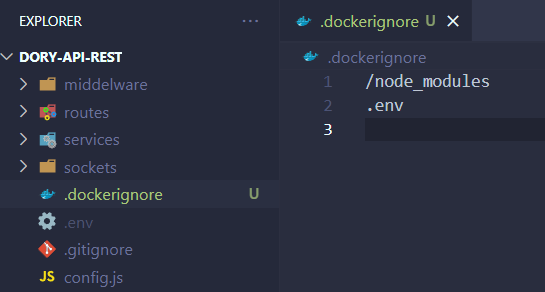 EXPLORER ...
DORY-API-REST
middelware
routes
services
sockets
.dockerignore U
.env
.gitignore
JS config.js
.dockerignore U
.dockerignore
1 /node_modules
2 .env
3